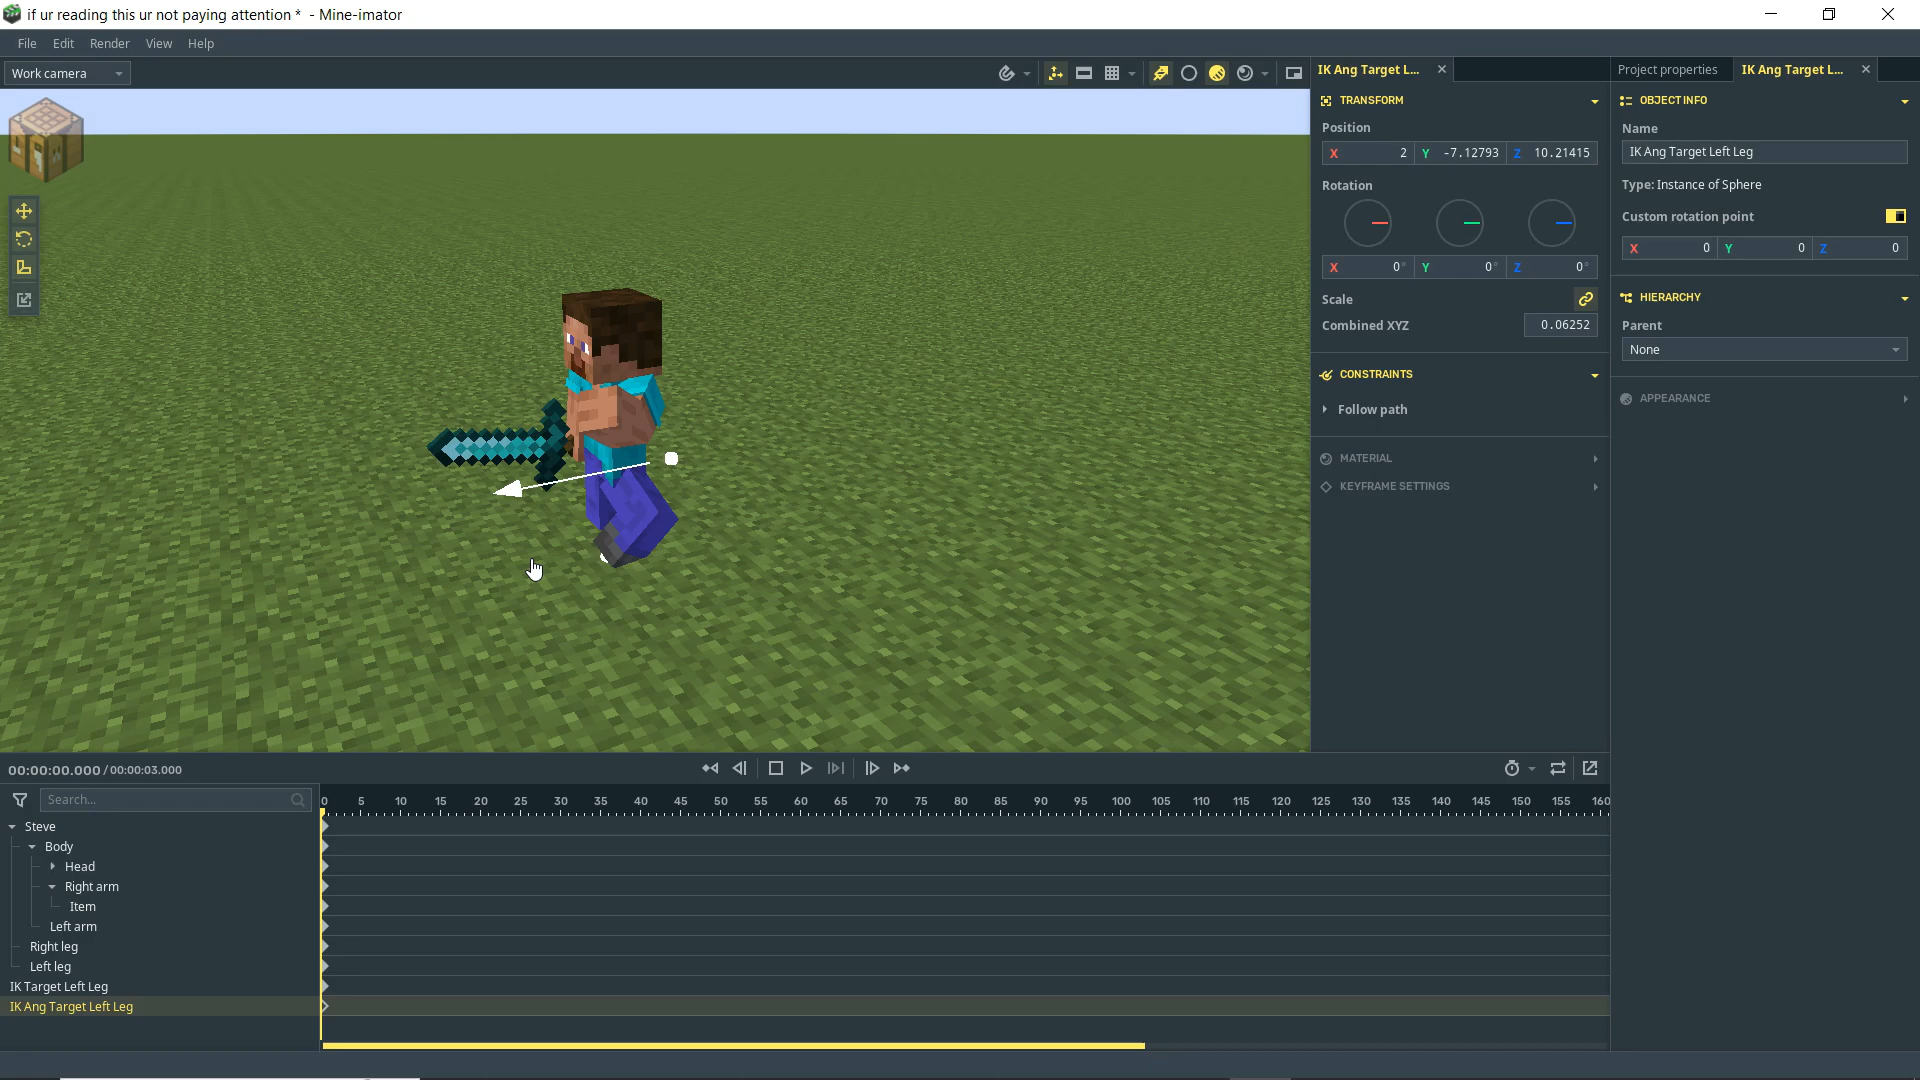 if ur reading this ur not paying attention * - Mine-imator
File Edit Render View Help
Work camera
IK Ang Target L...
Project properties
IK Ang Target L...
TRANSFORM
Position
X 2 Y -7.12793 Z 10.21415
Rotation
X 0° Y 0° Z 0°
Scale
Combined XYZ 0.06252
CONSTRAINTS
Follow path
MATERIAL
KEYFRAME SETTINGS
OBJECT INFO
Name
IK Ang Target Left Leg
Type: Instance of Sphere
Custom rotation point
X 0 Y 0 Z 0
HIERARCHY
Parent
None
APPEARANCE
00:00:00.000 / 00:00:03.000
Search...
0 5 10 15 20 25 30 35 40 45 50 55 60 65 70 75 80 85 90 95 100 105 110 115 120 125 130 135 140 145 150 155 160
Steve
Body
Head
Right arm
Item
Left arm
Right leg
Left leg
IK Target Left Leg
IK Ang Target Left Leg